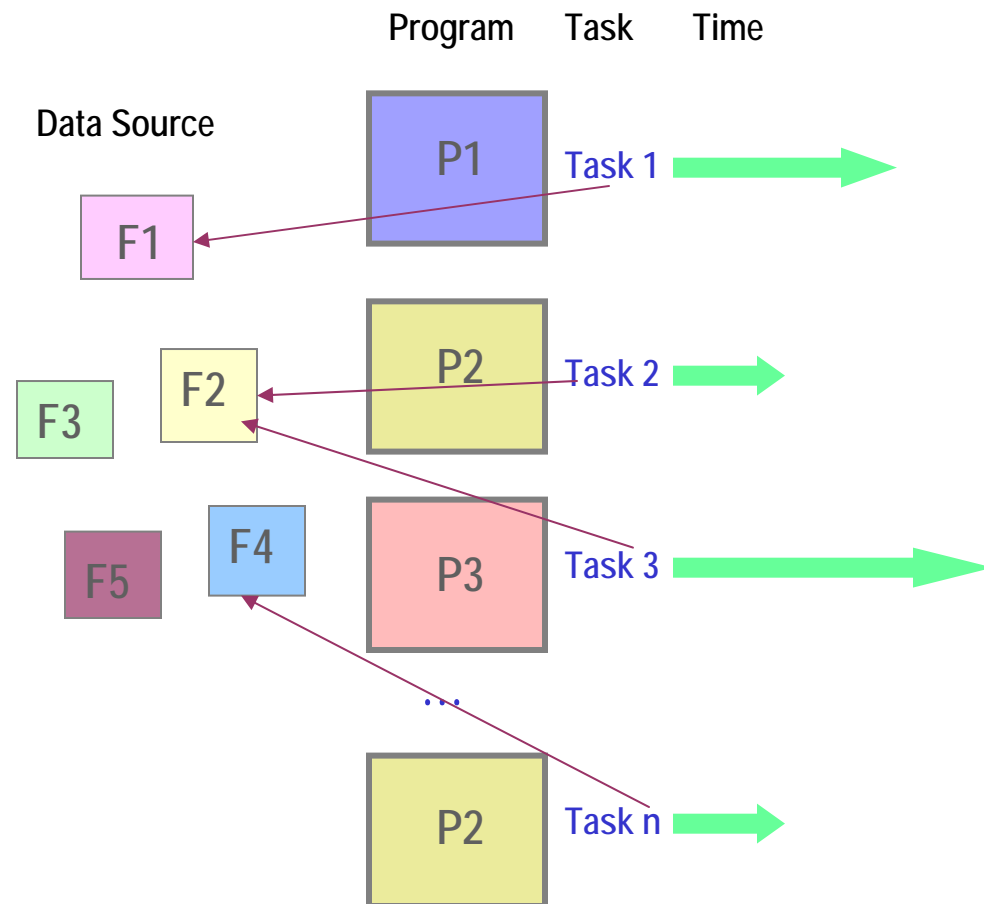 Program Task Time
Data Source
P1 Task 1
F1
P2 Task 2
F2
F3
F4
P3 Task 3
F5
...
P2 Task n